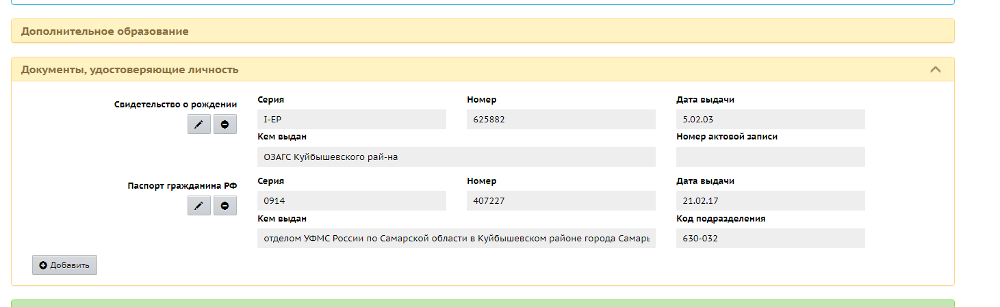 Дополнительное образование
Документы, удостоверяющие личность
Свидетельство о рождении
Серия Номер Дата выдачи
I-ЕР 625882 5.02.03
Кем выдан Номер актовой записи
ОЗАГС Куйбышевского рай-на
Паспорт гражданина РФ
Серия Номер Дата выдачи
0914 407227 21.02.17
Кем выдан Код подразделения
отделом УФМС России по Самарской области в Куйбышевском районе города Самары 630-032
Добавить